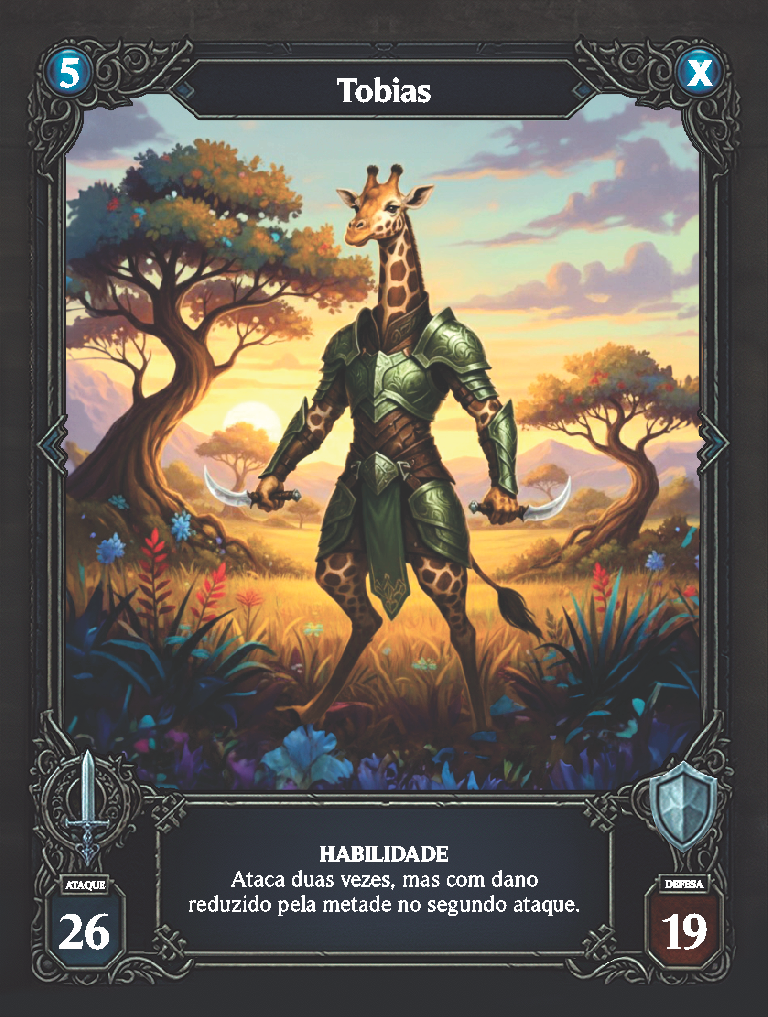 5
Tobias
X
HABILIDADE
Ataca duas vezes, mas com dano
reduzido pela metade no segundo ataque.
ATAQUE
26
DEFESA
19